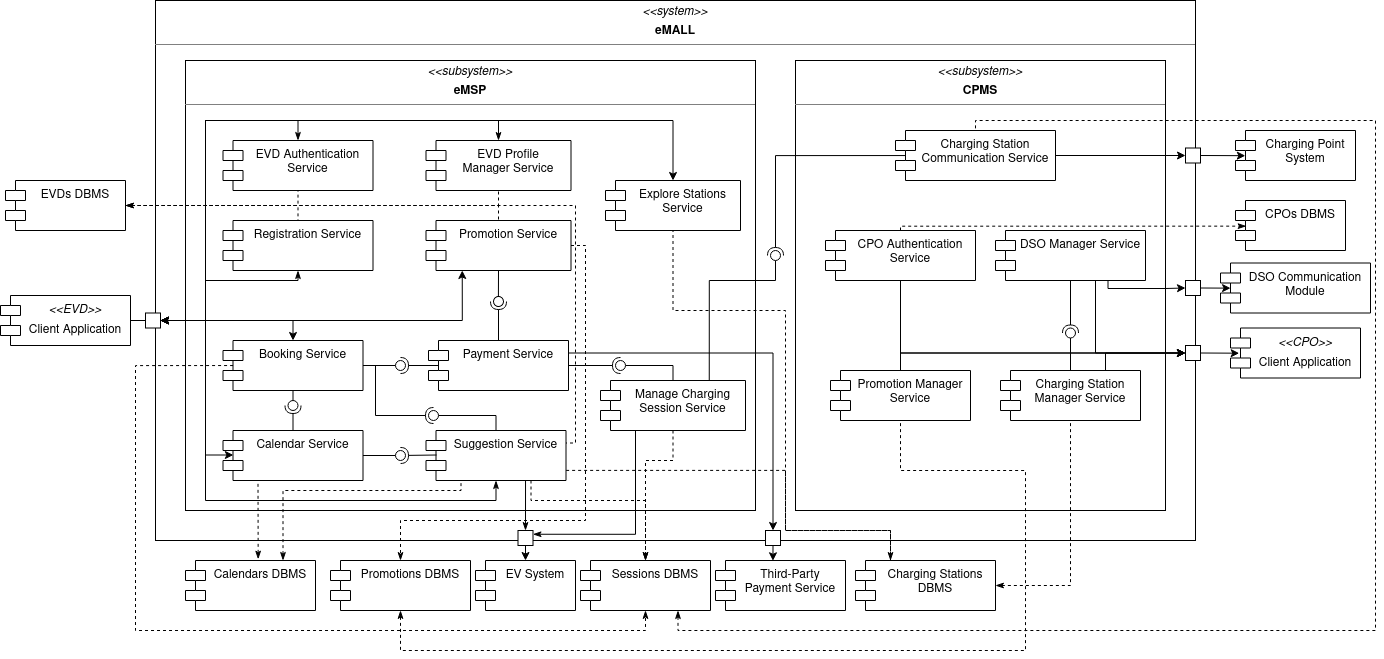 <<system>>
eMALL
<<subsystem>>
eMSP
<<subsystem>>
CPMS
EVD Authentication
Service
EVD Profile
Manager Service
Explore Stations
Service
Charging Station
Communication Service
Charging Point
System
EVDs DBMS
Registration Service
Promotion Service
CPO Authentication
Service
DSO Manager Service
CPOs DBMS
DSO Communication
Module
<<EVD>>
Client Application
<<CPO>>
Client Application
Booking Service
Payment Service
Manage Charging
Session Service
Promotion Manager
Service
Charging Station
Manager Service
Calendar Service
Suggestion Service
Calendars DBMS
Promotions DBMS
EV System
Sessions DBMS
Third-Party
Payment Service
Charging Stations
DBMS